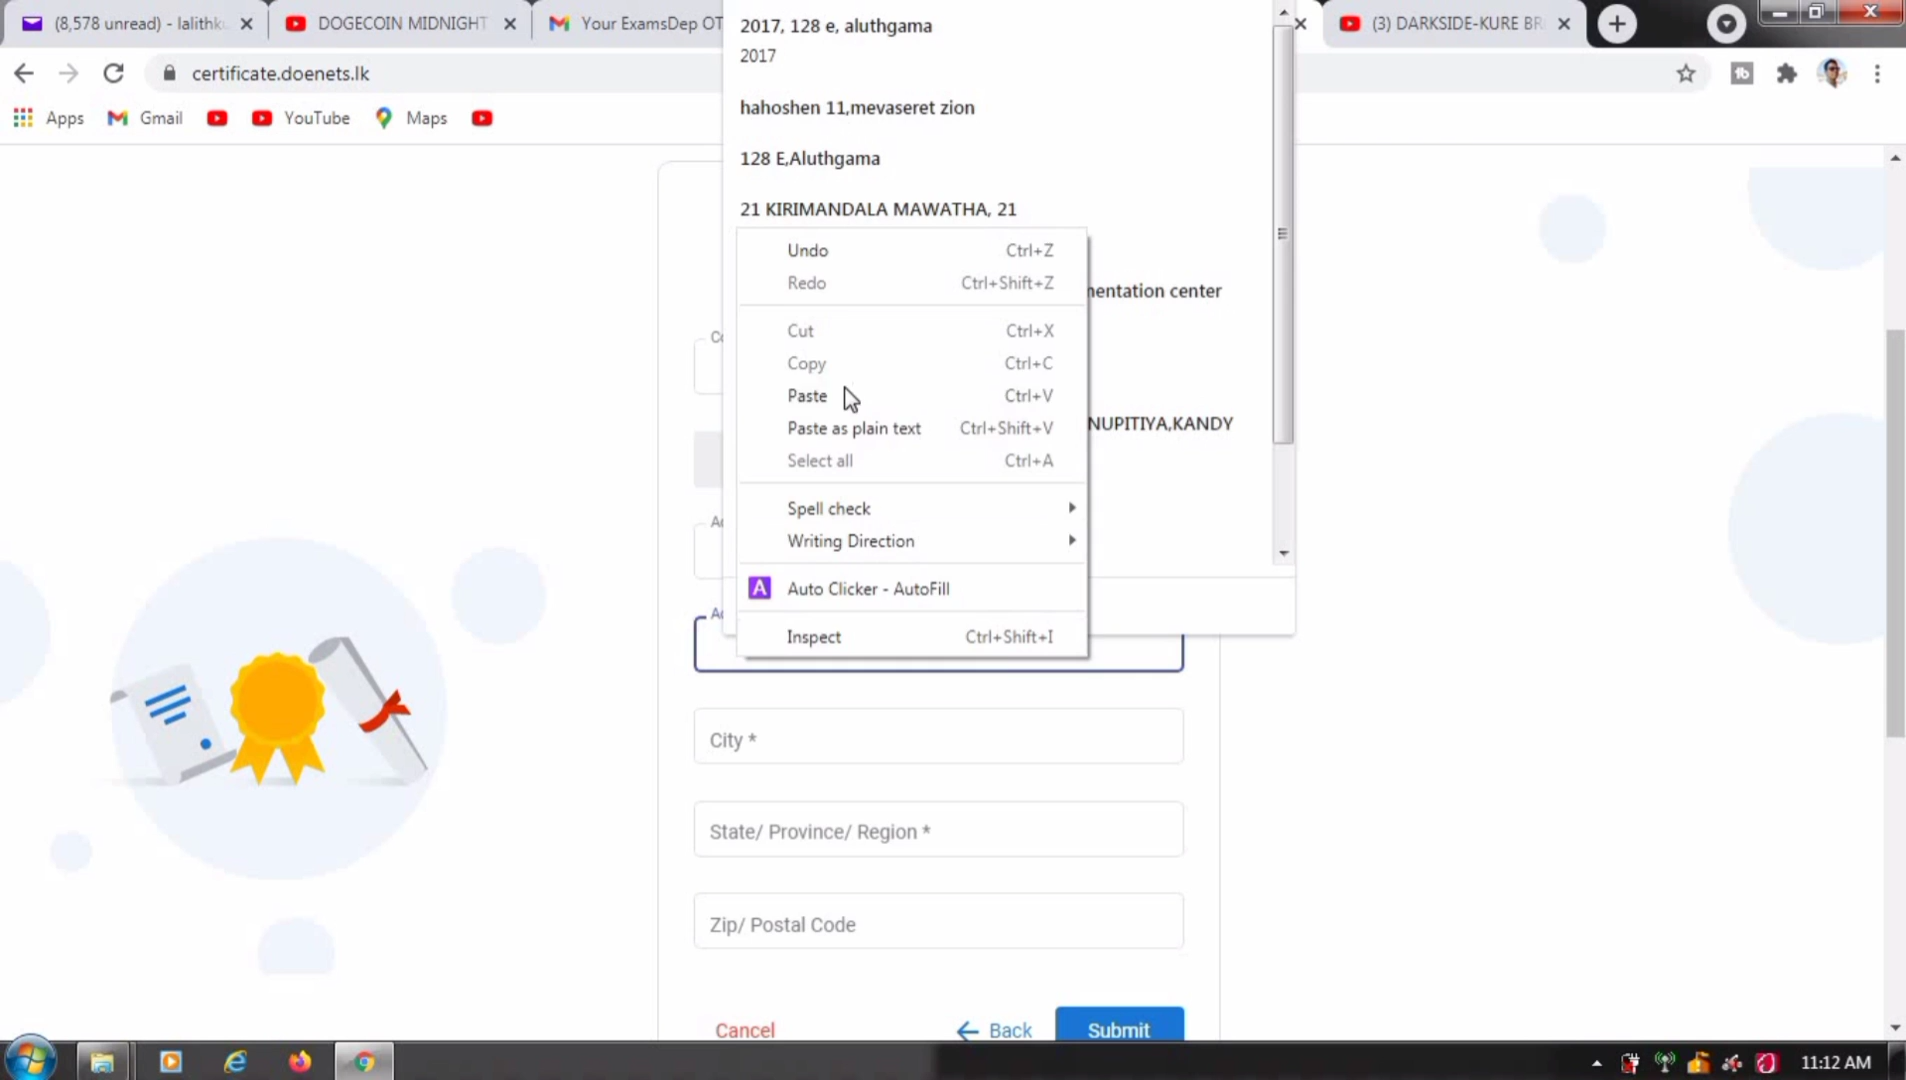 (8,578 unread) - lalithku
DOGECOIN MIDNIGHT
Your ExamsDep OT
(3) DARKSIDE-KURE BR
certificate.doenets.lk
Apps
Gmail
YouTube
Maps
2017, 128 e, aluthgama
2017
hahoshen 11,mevaseret zion
128 E,Aluthgama
21 KIRIMANDALA MAWATHA, 21
mentation center
NUPITIYA,KANDY
Undo Ctrl+Z
Redo Ctrl+Shift+Z
Cut Ctrl+X
Copy Ctrl+C
Paste Ctrl+V
Paste as plain text Ctrl+Shift+V
Select all Ctrl+A
Spell check
Writing Direction
A Auto Clicker - AutoFill
Inspect Ctrl+Shift+I
City *
State/ Province/ Region *
Zip/ Postal Code
Cancel
Back
Submit
11:12 AM